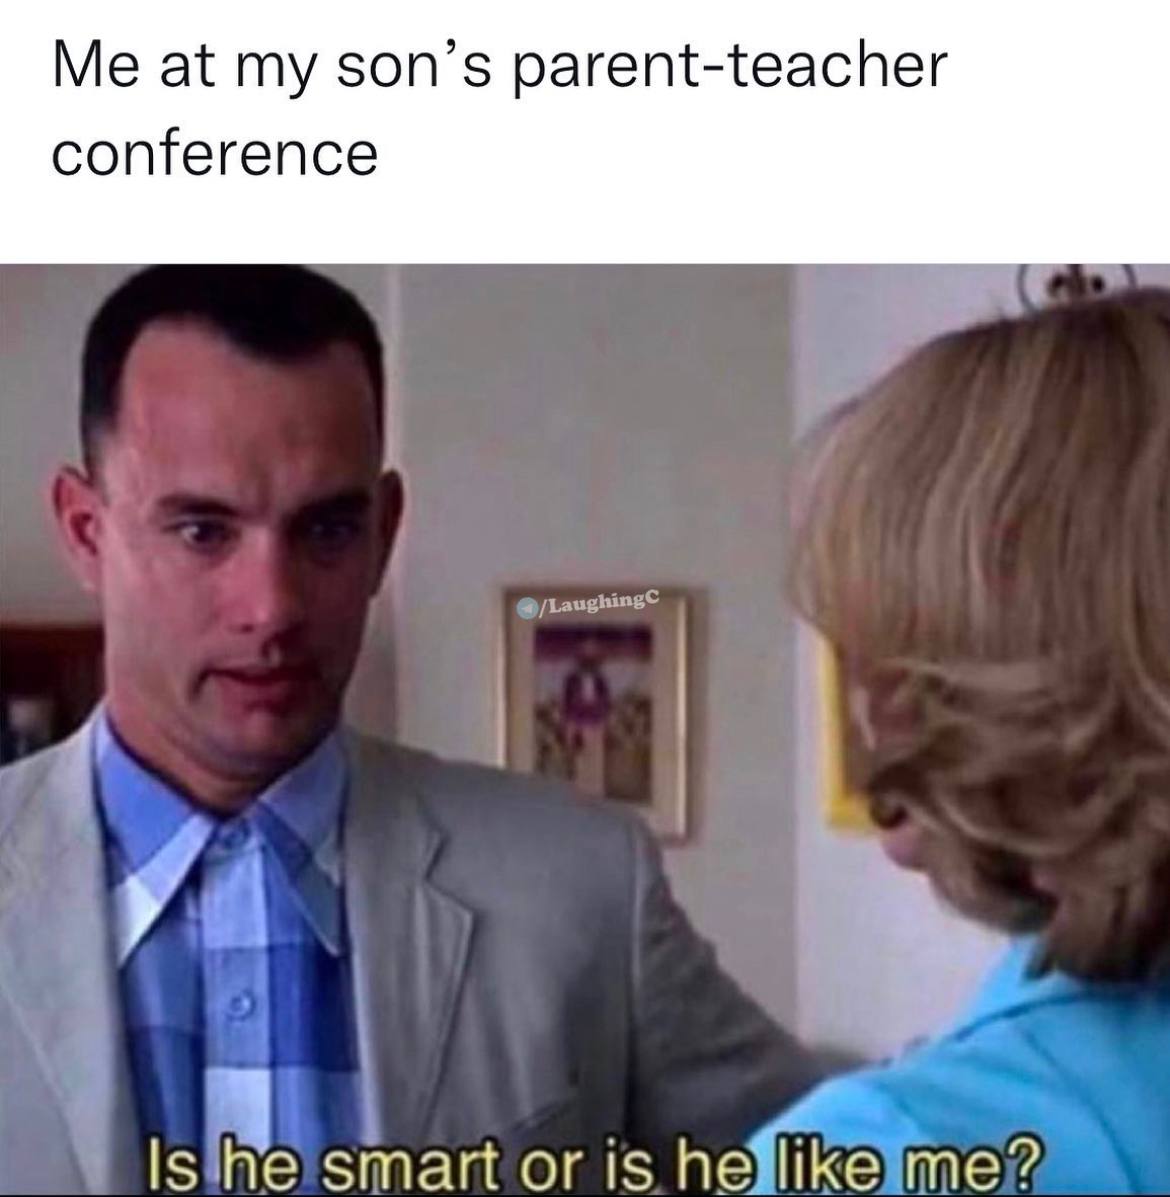 Me at my son’s parent-teacher
conference
/LaughingC
Is he smart or is he like me?